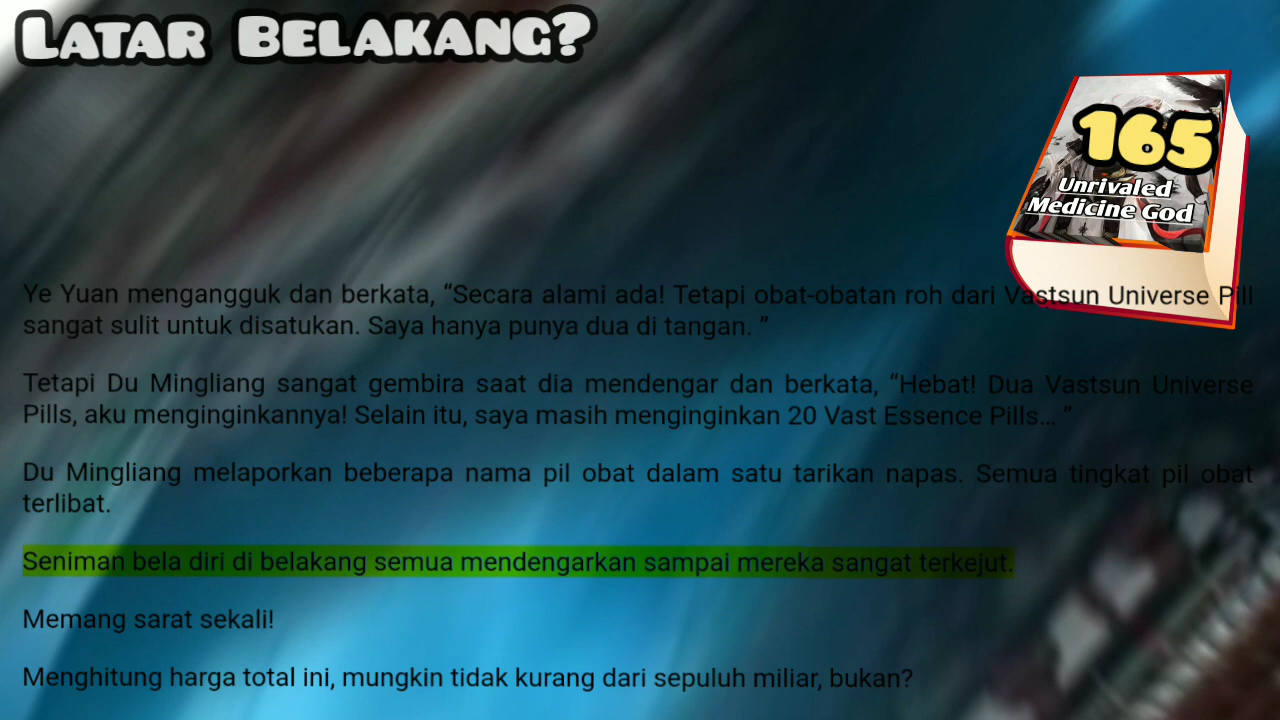 Latar Belakang?
165
Unrivaled
Medicine God
Ye Yuan mengangguk dan berkata, “Secara alami ada! Tetapi obat-obatan roh dari Vastsun Universe Pill
sangat sulit untuk disatukan. Saya hanya punya dua di tangan. ”
Tetapi Du Mingliang sangat gembira saat dia mendengar dan berkata, “Hebat! Dua Vastsun Universe
Pills, aku menginginkannya! Selain itu, saya masih menginginkan 20 Vast Essence Pills… ”
Du Mingliang melaporkan beberapa nama pil obat dalam satu tarikan napas. Semua tingkat pil obat
terlibat.
Seniman bela diri di belakang semua mendengarkan sampai mereka sangat terkejut.
Memang sarat sekali!
Menghitung harga total ini, mungkin tidak kurang dari sepuluh miliar, bukan?